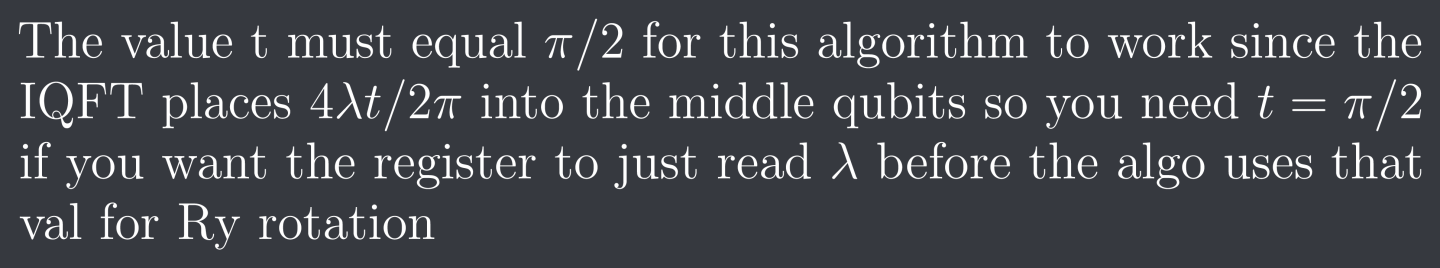 The value t must equal π/2 for this algorithm to work since the
IQFT places 4λt/2π into the middle qubits so you need t = π/2
if you want the register to just read λ before the algo uses that
val for Ry rotation